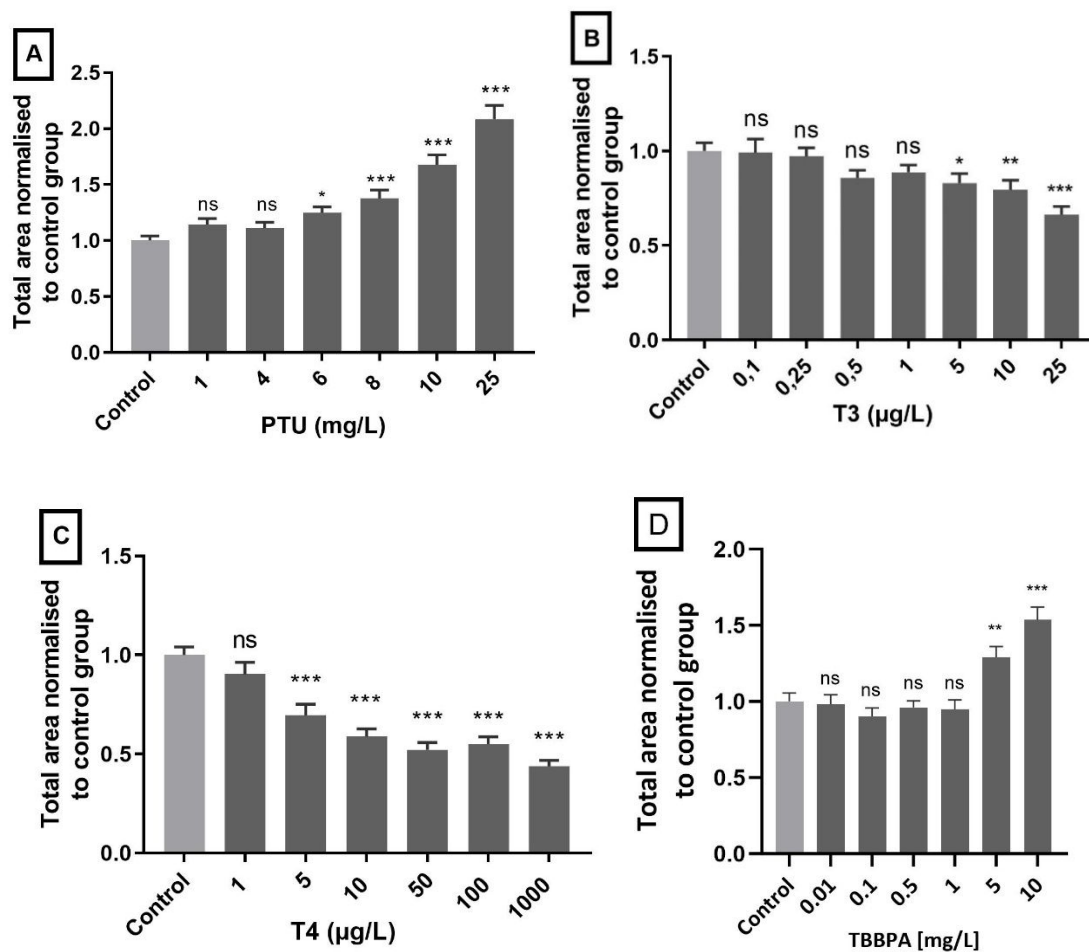 A
Total area normalised
to control group
2.5
2.0
1.5
1.0
0.5
0.0
ns
ns
*
***
***
***
Control
1
4
6
8
10
25
PTU (mg/L)
B
Total area normalised
to control group
1.5
1.0
0.5
0.0
ns
ns
ns
ns
*
**
***
Control
0,1
0,25
0,5
1
5
10
25
T3 (µg/L)
C
Total area normalised
to control group
1.5
1.0
0.5
0.0
ns
***
***
***
***
***
Control
1
5
10
50
100
1000
T4 (µg/L)
D
Total area normalised
to control group
2.0
1.5
1.0
0.5
0.0
ns
ns
ns
ns
**
***
Control
0.01
0.1
0.5
1
5
10
TBBPA [mg/L]